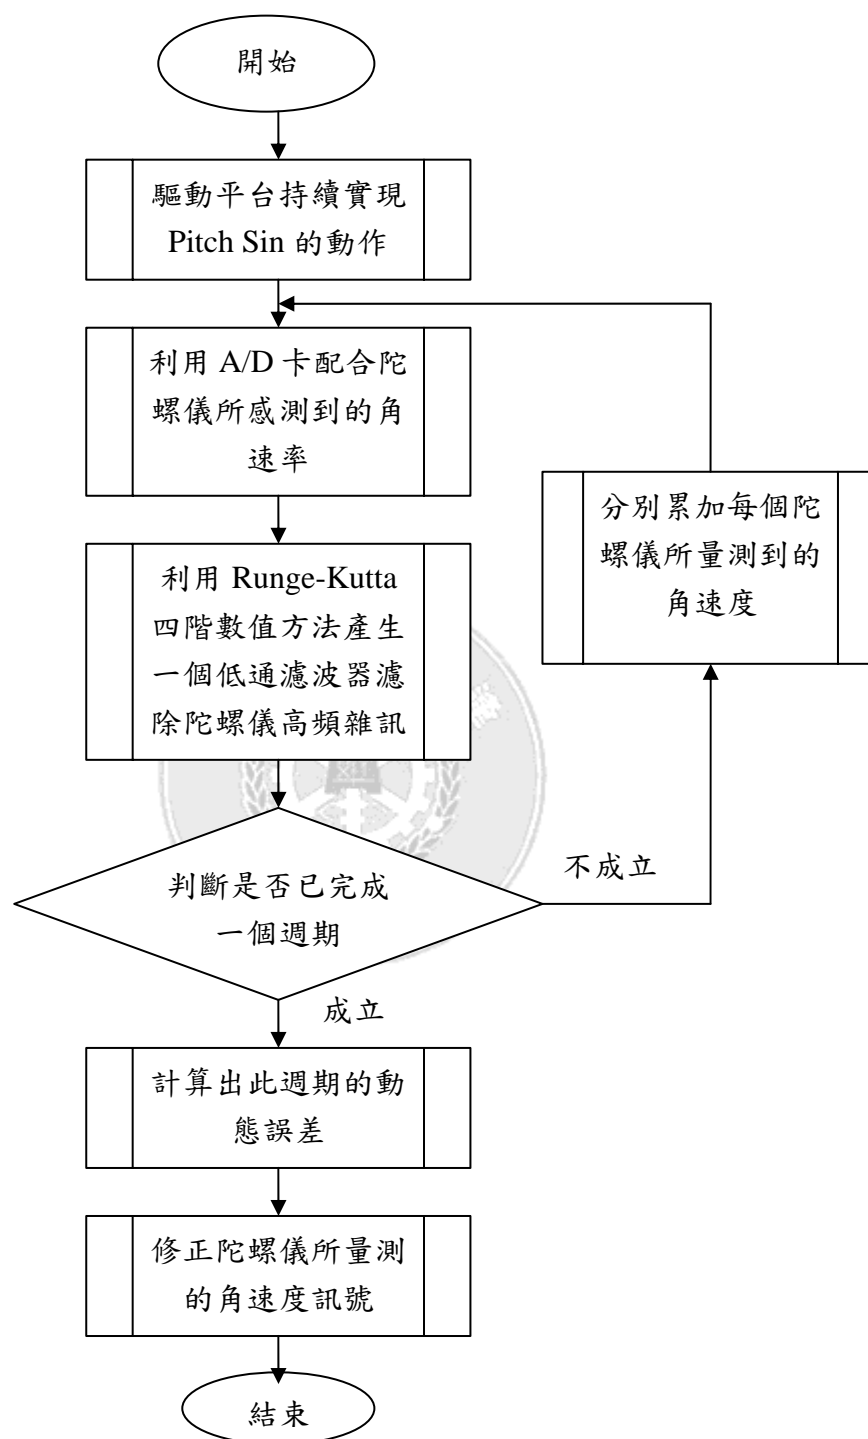 開始
驅動平台持續實現
Pitch Sin 的動作
利用 A/D 卡配合陀
螺儀所感測到的角
速率
分別累加每個陀
螺儀所量測到的
角速度
利用 Runge-Kutta
四階數值方法產生
一個低通濾波器濾
除陀螺儀高頻雜訊
判斷是否已完成
一個週期
不成立
成立
計算出此週期的動
態誤差
修正陀螺儀所量測
的角速度訊號
結束